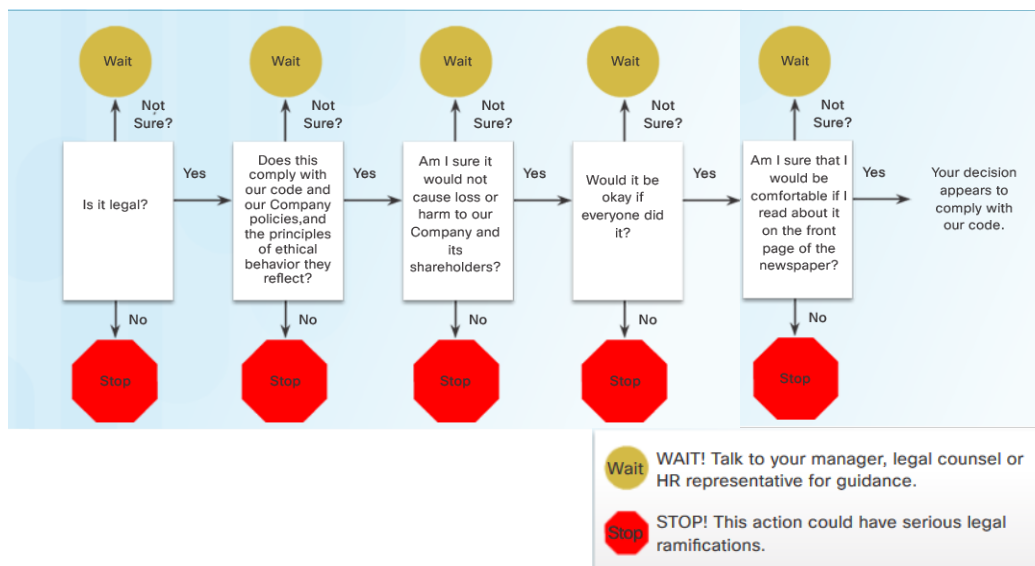 Wait
Wait
Wait
Wait
Wait
Not
Sure?
Not
Sure?
Not
Sure?
Not
Sure?
Not
Sure?
Is it legal?
Yes
Does this
comply with
our code and
our Company
policies,and
the principles
of ethical
behavior they
reflect?
Yes
Am I sure it
would not
cause loss or
harm to our
Company and
its
shareholders?
Yes
Would it be
okay if
everyone did
it?
Yes
Am I sure that I
would be
comfortable if I
read about it
on the front
page of the
newspaper?
Yes
Your decision
appears to
comply with
our code.
No
No
No
No
No
Stop
Stop
Stop
Stop
Stop
Wait
WAIT! Talk to your manager, legal counsel or
HR representative for guidance.
Stop
STOP! This action could have serious legal
ramifications.